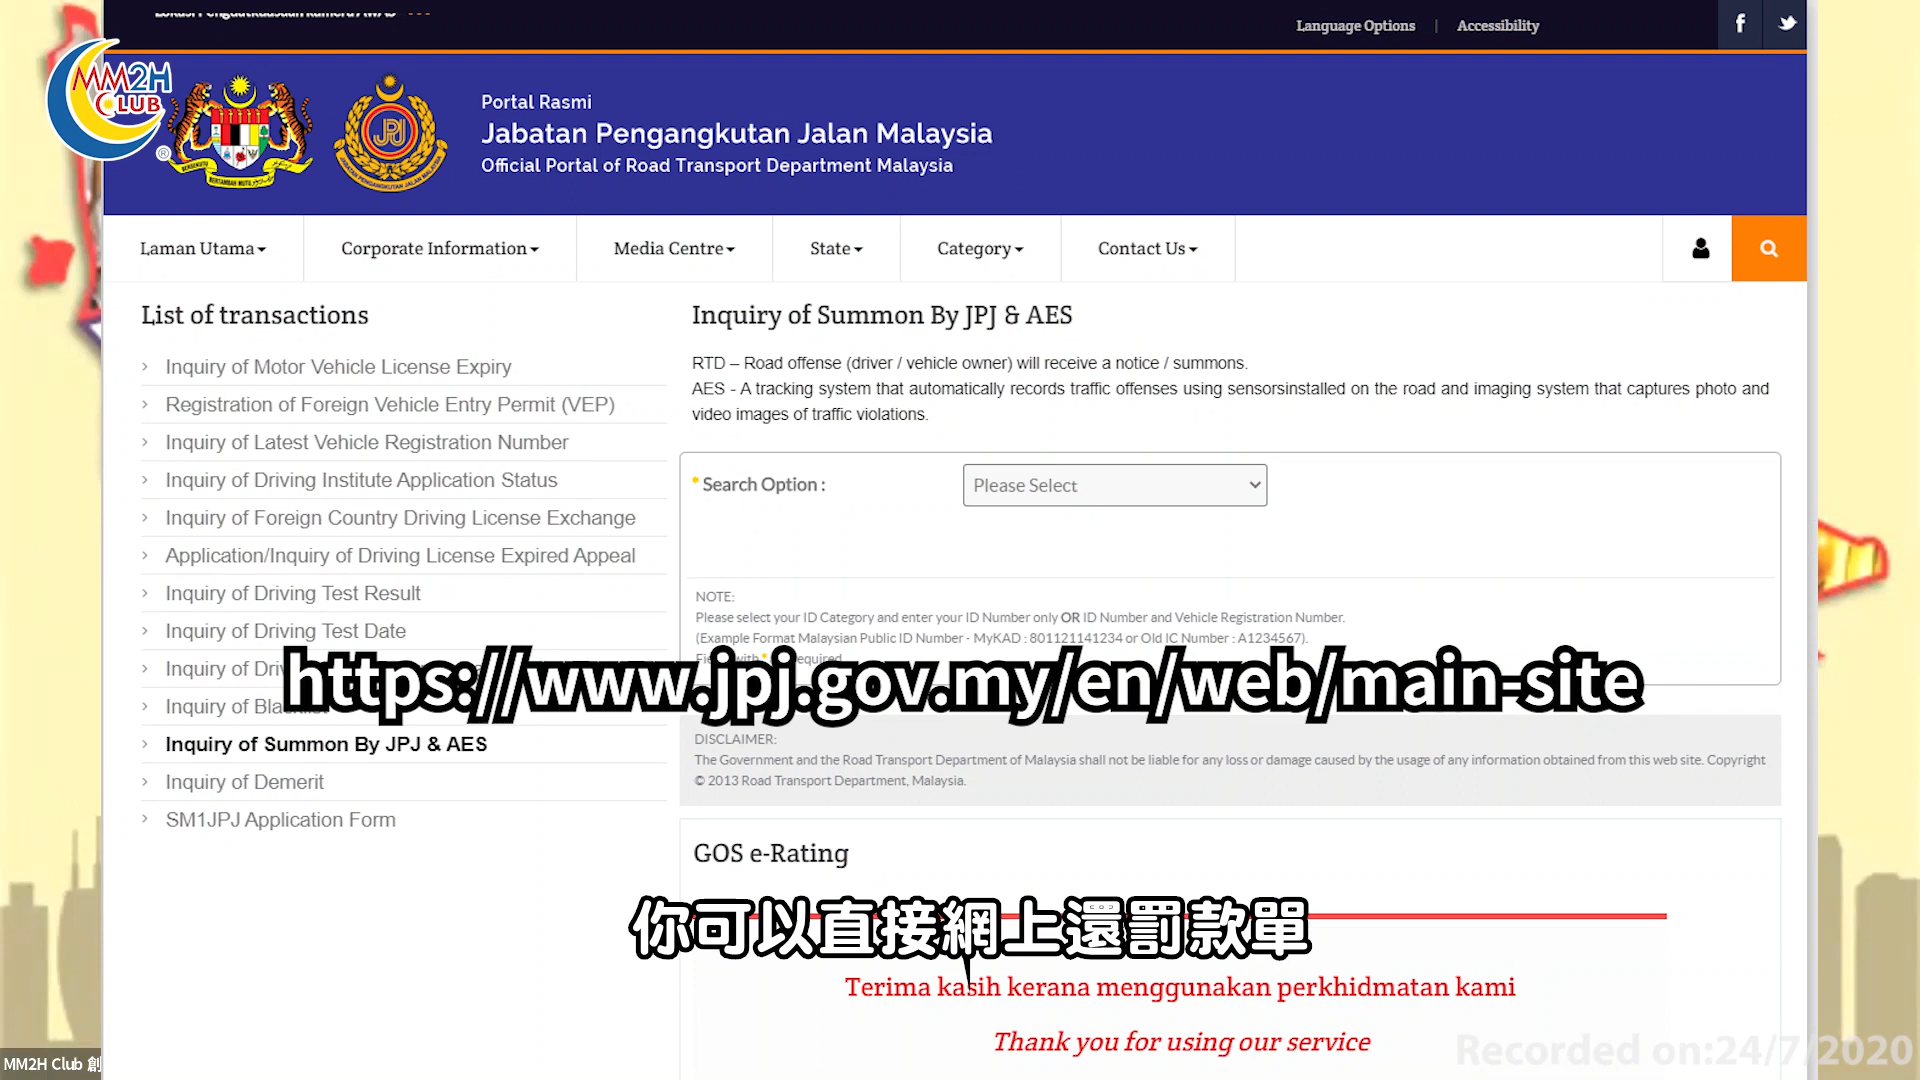 Language Options | Accessibility
MM2H
CLUB
®
Portal Rasmi
Jabatan Pengangkutan Jalan Malaysia
Official Portal of Road Transport Department Malaysia
JPJ
Laman Utama
Corporate Information
Media Centre
State
Category
Contact Us
List of transactions
Inquiry of Motor Vehicle License Expiry
Registration of Foreign Vehicle Entry Permit (VEP)
Inquiry of Latest Vehicle Registration Number
Inquiry of Driving Institute Application Status
Inquiry of Foreign Country Driving License Exchange
Application/Inquiry of Driving License Expired Appeal
Inquiry of Driving Test Result
Inquiry of Driving Test Date
Inquiry of
Inquiry of
Inquiry of Summon By JPJ & AES
Inquiry of Demerit
SM1JPJ Application Form
Inquiry of Summon By JPJ & AES
RTD – Road offense (driver / vehicle owner) will receive a notice / summons.
AES - A tracking system that automatically records traffic offenses using sensorsinstalled on the road and imaging system that captures photo and
video images of traffic violations.
* Search Option :
Please Select
NOTE:
Please select your ID Category and enter your ID Number only OR ID Number and Vehicle Registration Number.
(Example Format Malaysian Public ID Number - MyKAD : 801121141234 or Old IC Number : A1234567).
https://www.jpj.gov.my/en/web/main-site
DISCLAIMER:
The Government and the Road Transport Department of Malaysia shall not be liable for any loss or damage caused by the usage of any information obtained from this web site. Copyright
© 2013 Road Transport Department, Malaysia.
GOS e-Rating
你可以直接網上還罰款單
Terima kasih kerana menggunakan perkhidmatan kami
Thank you for using our service
MM2H Club 創
Recorded on:24/7/2020